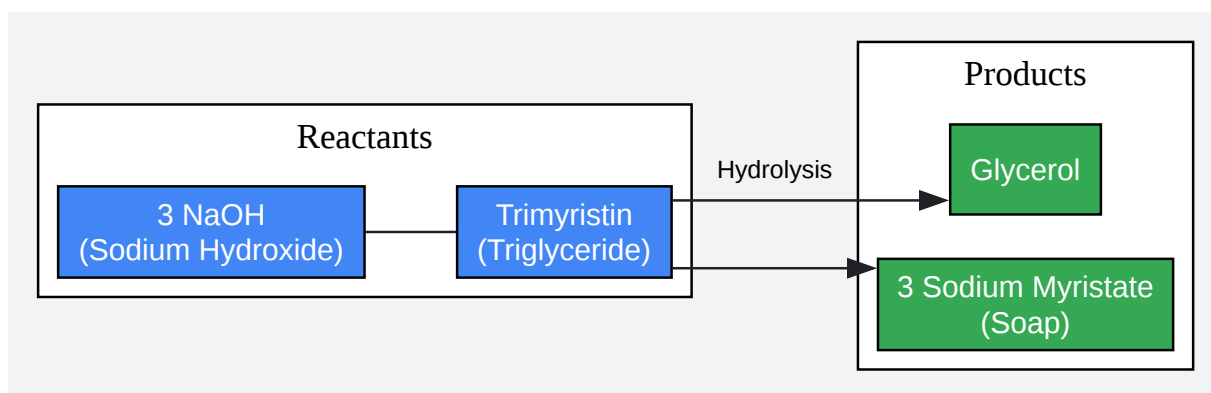 Reactants
3 NaOH
(Sodium Hydroxide)
Trimyristin
(Triglyceride)
Hydrolysis
Products
Glycerol
3 Sodium Myristate
(Soap)